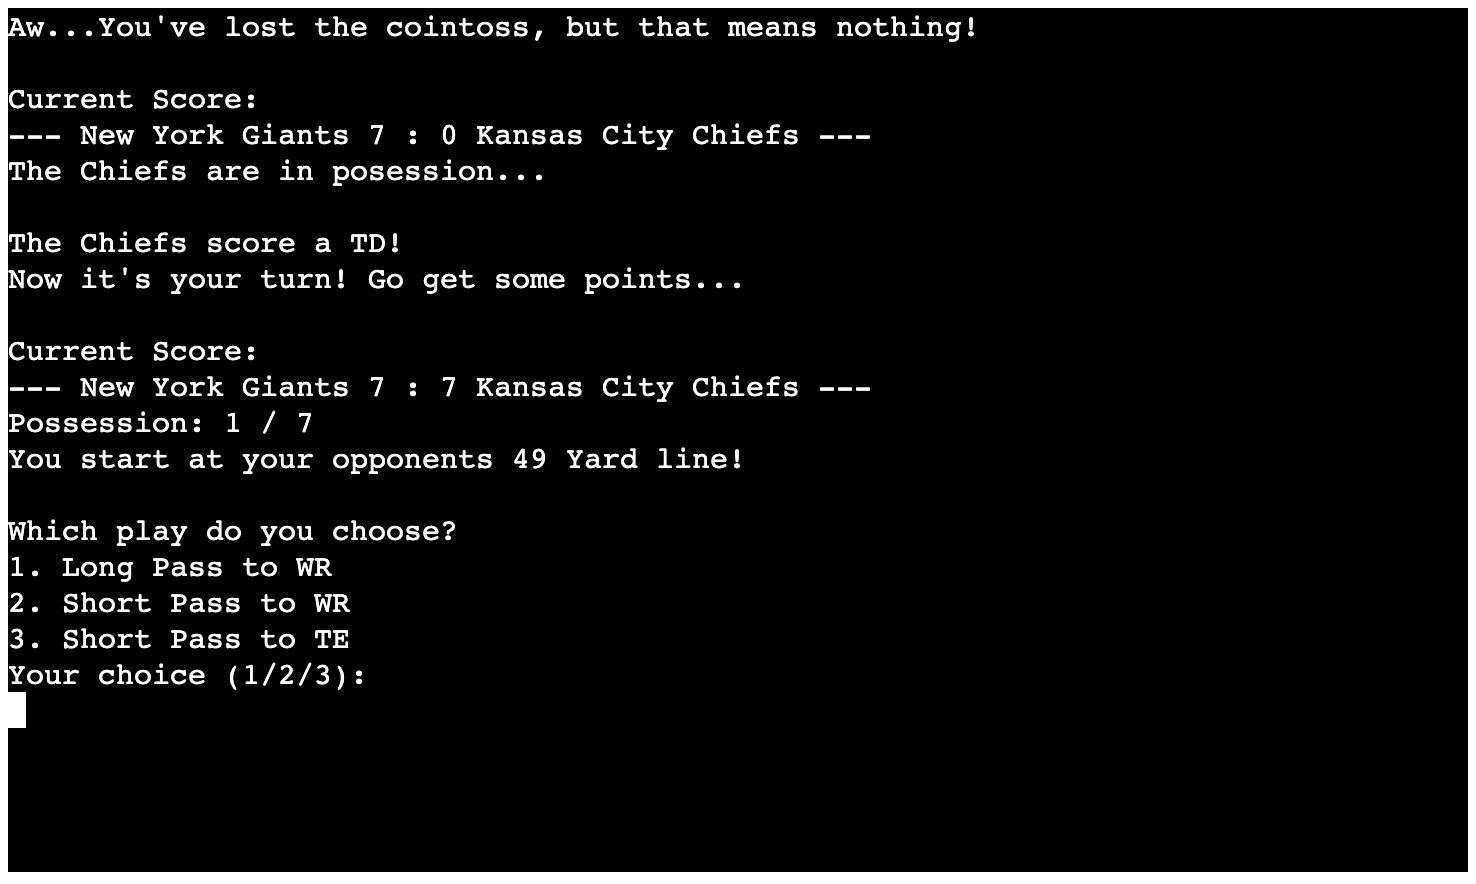 Aw...You've lost the cointoss, but that means nothing!
Current Score:
--- New York Giants 7 : 0 Kansas City Chiefs ---
The Chiefs are in posession...
The Chiefs score a TD!
Now it's your turn! Go get some points...
Current Score:
--- New York Giants 7 : 7 Kansas City Chiefs ---
Possession: 1 / 7
You start at your opponents 49 Yard line!
Which play do you choose?
1. Long Pass to WR
2. Short Pass to WR
3. Short Pass to TE
Your choice (1/2/3):